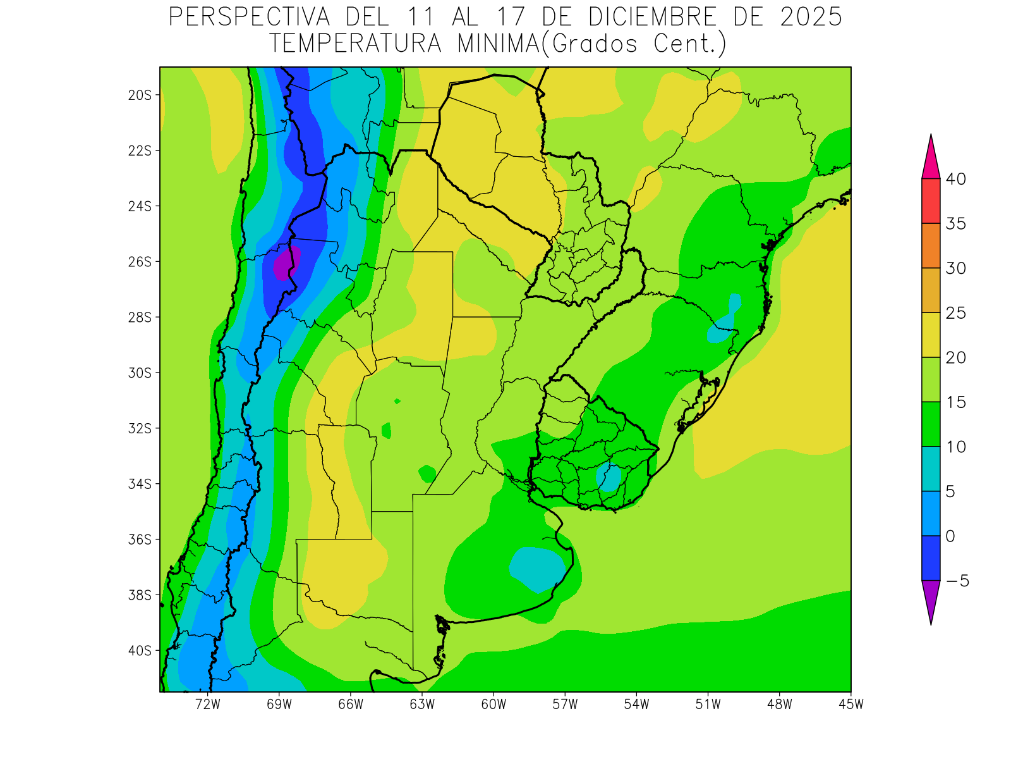 PERSPECTIVA DEL 11 AL 17 DE DICIEMBRE DE 2025
TEMPERATURA MINIMA(Grados Cent.)
20S
22S
24S
26S
28S
30S
32S
34S
36S
38S
40S
72W 69W 66W 63W 60W 57W 54W 51W 48W 45W
40
35
30
25
20
15
10
5
0
−5